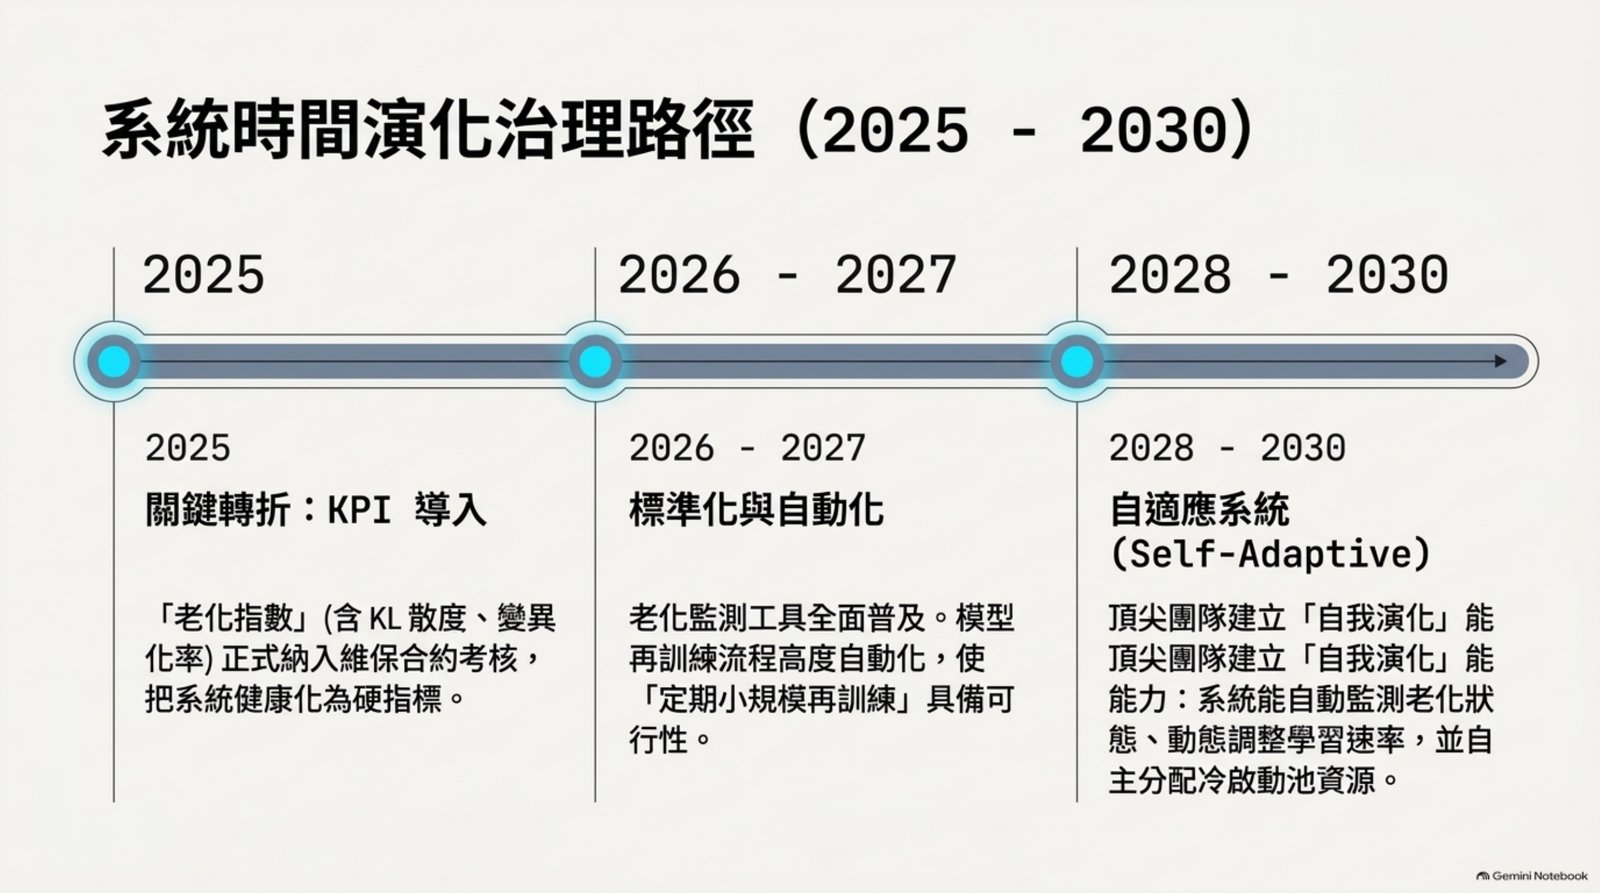 系統時間演化治理路徑（2025 - 2030）
2025
2026 - 2027
2028 - 2030
2025
關鍵轉折：KPI 導入
「老化指數」(含 KL 散度、變異
化率) 正式納入維保合約考核，
把系統健康化為硬指標。
2026 - 2027
標準化與自動化
老化監測工具全面普及。模型
再訓練流程高度自動化，使
「定期小規模再訓練」具備可
行性。
2028 - 2030
自適應系統
(Self-Adaptive)
頂尖團隊建立「自我演化」能
頂尖團隊建立「自我演化」能
能力：系統能自動監測老化狀
態、動態調整學習速率，並自
主分配冷啟動池資源。
Gemini Notebook